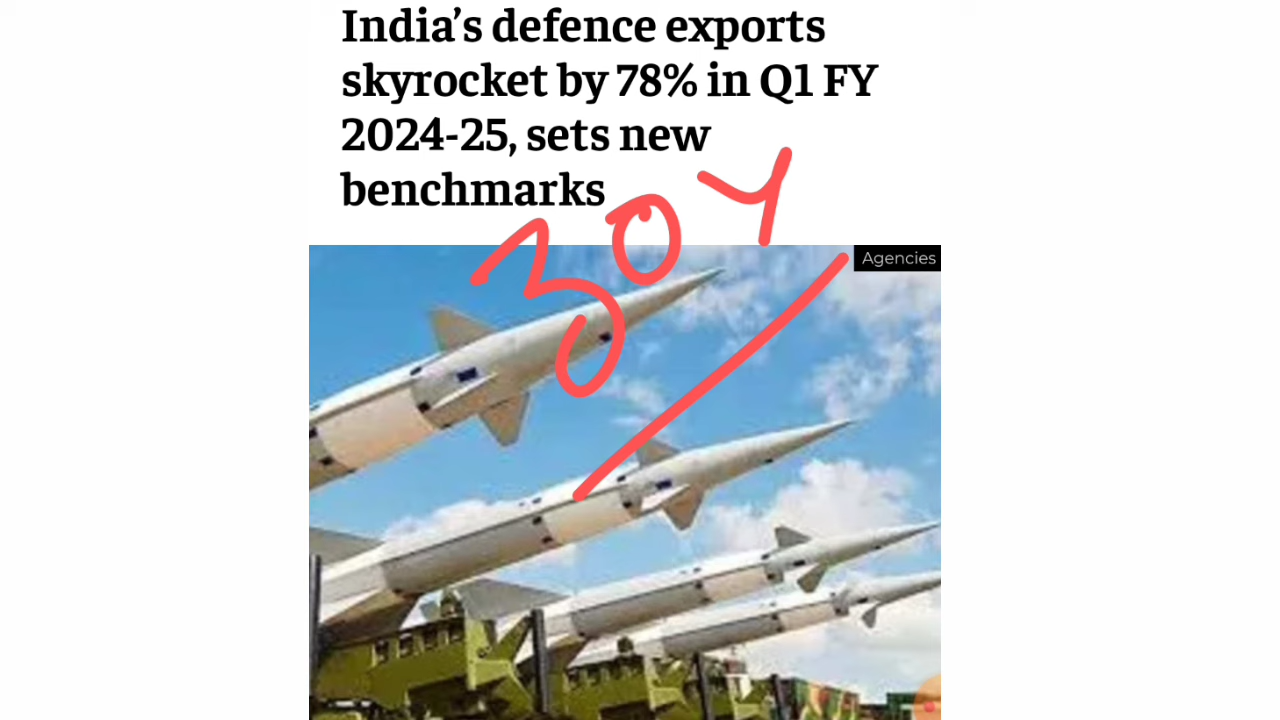 India's defence exports
skyrocket by 78% in Q1 FY
2024-25, sets new
benchmarks
30Y
Agencies